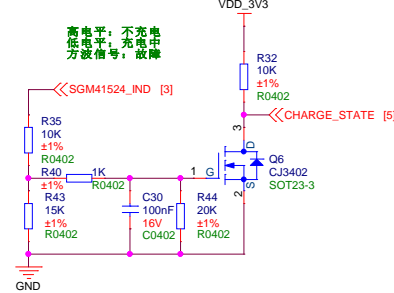 VDD_3V3
高电平：不充电
低电平：充电中
方波信号：故障
R32
10K
±1%
R0402
SGM41524_IND [3]
CHARGE_STATE [5]
R35
10K
±1%
R0402
3
D
R40
1K
±1%
R0402
1
G
Q6
CJ3402
SOT23-3
S
2
R43
15K
±1%
R0402
C30
100nF
16V
C0402
R44
20K
±1%
R0402
GND